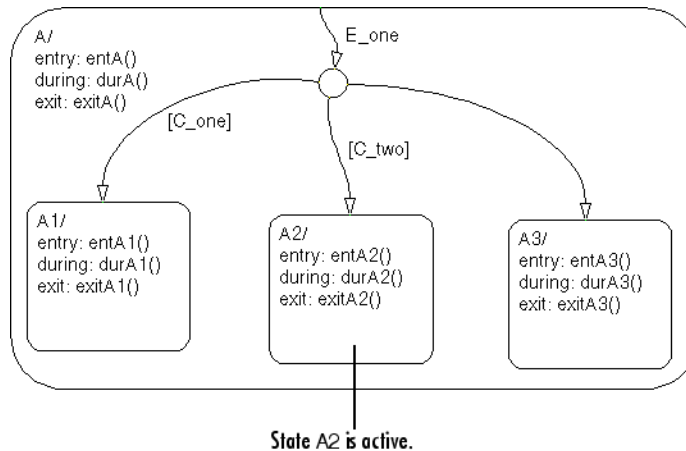 A/
entry: entA()
during: durA()
exit: exitA()
E_one
[C_one]
[C_two]
A1/
entry: entA1()
during: durA1()
exit: exitA1()
A2/
entry: entA2()
during: durA2()
exit: exitA2()
A3/
entry: entA3()
during: durA3()
exit: exitA3()
State A2 is active.